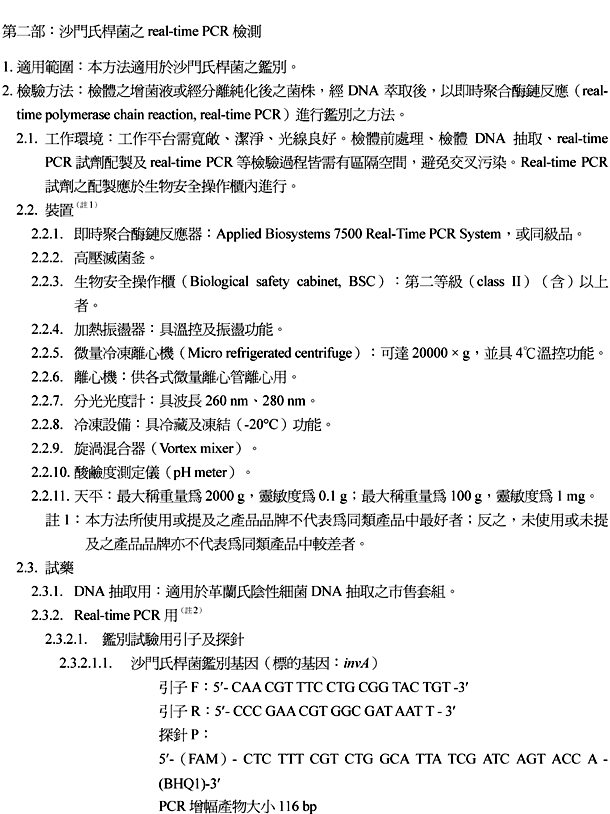 第二部：沙門氏桿菌之 real-time PCR 檢測
1. 適用範圍：本方法適用於沙門氏桿菌之鑑別。
2. 檢驗方法：檢體之增菌液或經分離純化後之菌株，經 DNA 萃取後，以即時聚合酶鏈反應（real-
time polymerase chain reaction, real-time PCR）進行鑑別之方法。
2.1. 工作環境：工作平台需寬敞、潔淨、光線良好。檢體前處理、檢體 DNA 抽取、real-time
PCR 試劑配製及 real-time PCR 等檢驗過程皆需有區隔空間，避免交叉污染。Real-time PCR
試劑之配製應於生物安全操作櫃內進行。
2.2. 裝置（註1）
2.2.1. 即時聚合酶鏈反應器：Applied Biosystems 7500 Real-Time PCR System，或同級品。
2.2.2. 高壓滅菌釜。
2.2.3. 生物安全操作櫃（Biological safety cabinet, BSC）：第二等級（class II）（含）以上
者。
2.2.4. 加熱振盪器：具溫控及振盪功能。
2.2.5. 微量冷凍離心機（Micro refrigerated centrifuge）：可達 20000 × g，並具 4℃溫控功能。
2.2.6. 離心機：供各式微量離心管離心用。
2.2.7. 分光光度計：具波長 260 nm、280 nm。
2.2.8. 冷凍設備：具冷藏及凍結（-20°C）功能。
2.2.9. 旋渦混合器（Vortex mixer）。
2.2.10. 酸鹼度測定儀（pH meter）。
2.2.11. 天平：最大稱重量爲 2000 g，靈敏度爲 0.1 g；最大稱重量爲 100 g，靈敏度爲 1 mg。
註 1：本方法所使用或提及之產品品牌不代表爲同類產品中最好者；反之，未使用或未提
及之產品品牌亦不代表爲同類產品中較差者。
2.3. 試藥
2.3.1. DNA 抽取用：適用於革蘭氏陰性細菌 DNA 抽取之市售套組。
2.3.2. Real-time PCR 用（註2）
2.3.2.1. 鑑別試驗用引子及探針
2.3.2.1.1. 沙門氏桿菌鑑別基因（標的基因：invA）
引子 F：5′- CAA CGT TTC CTG CGG TAC TGT -3′
引子 R：5′- CCC GAA CGT GGC GAT AAT T - 3′
探針 P：
5′-（FAM）- CTC TTT CGT CTG GCA TTA TCG ATC AGT ACC A -
(BHQ1)-3′
PCR 增幅產物大小 116 bp